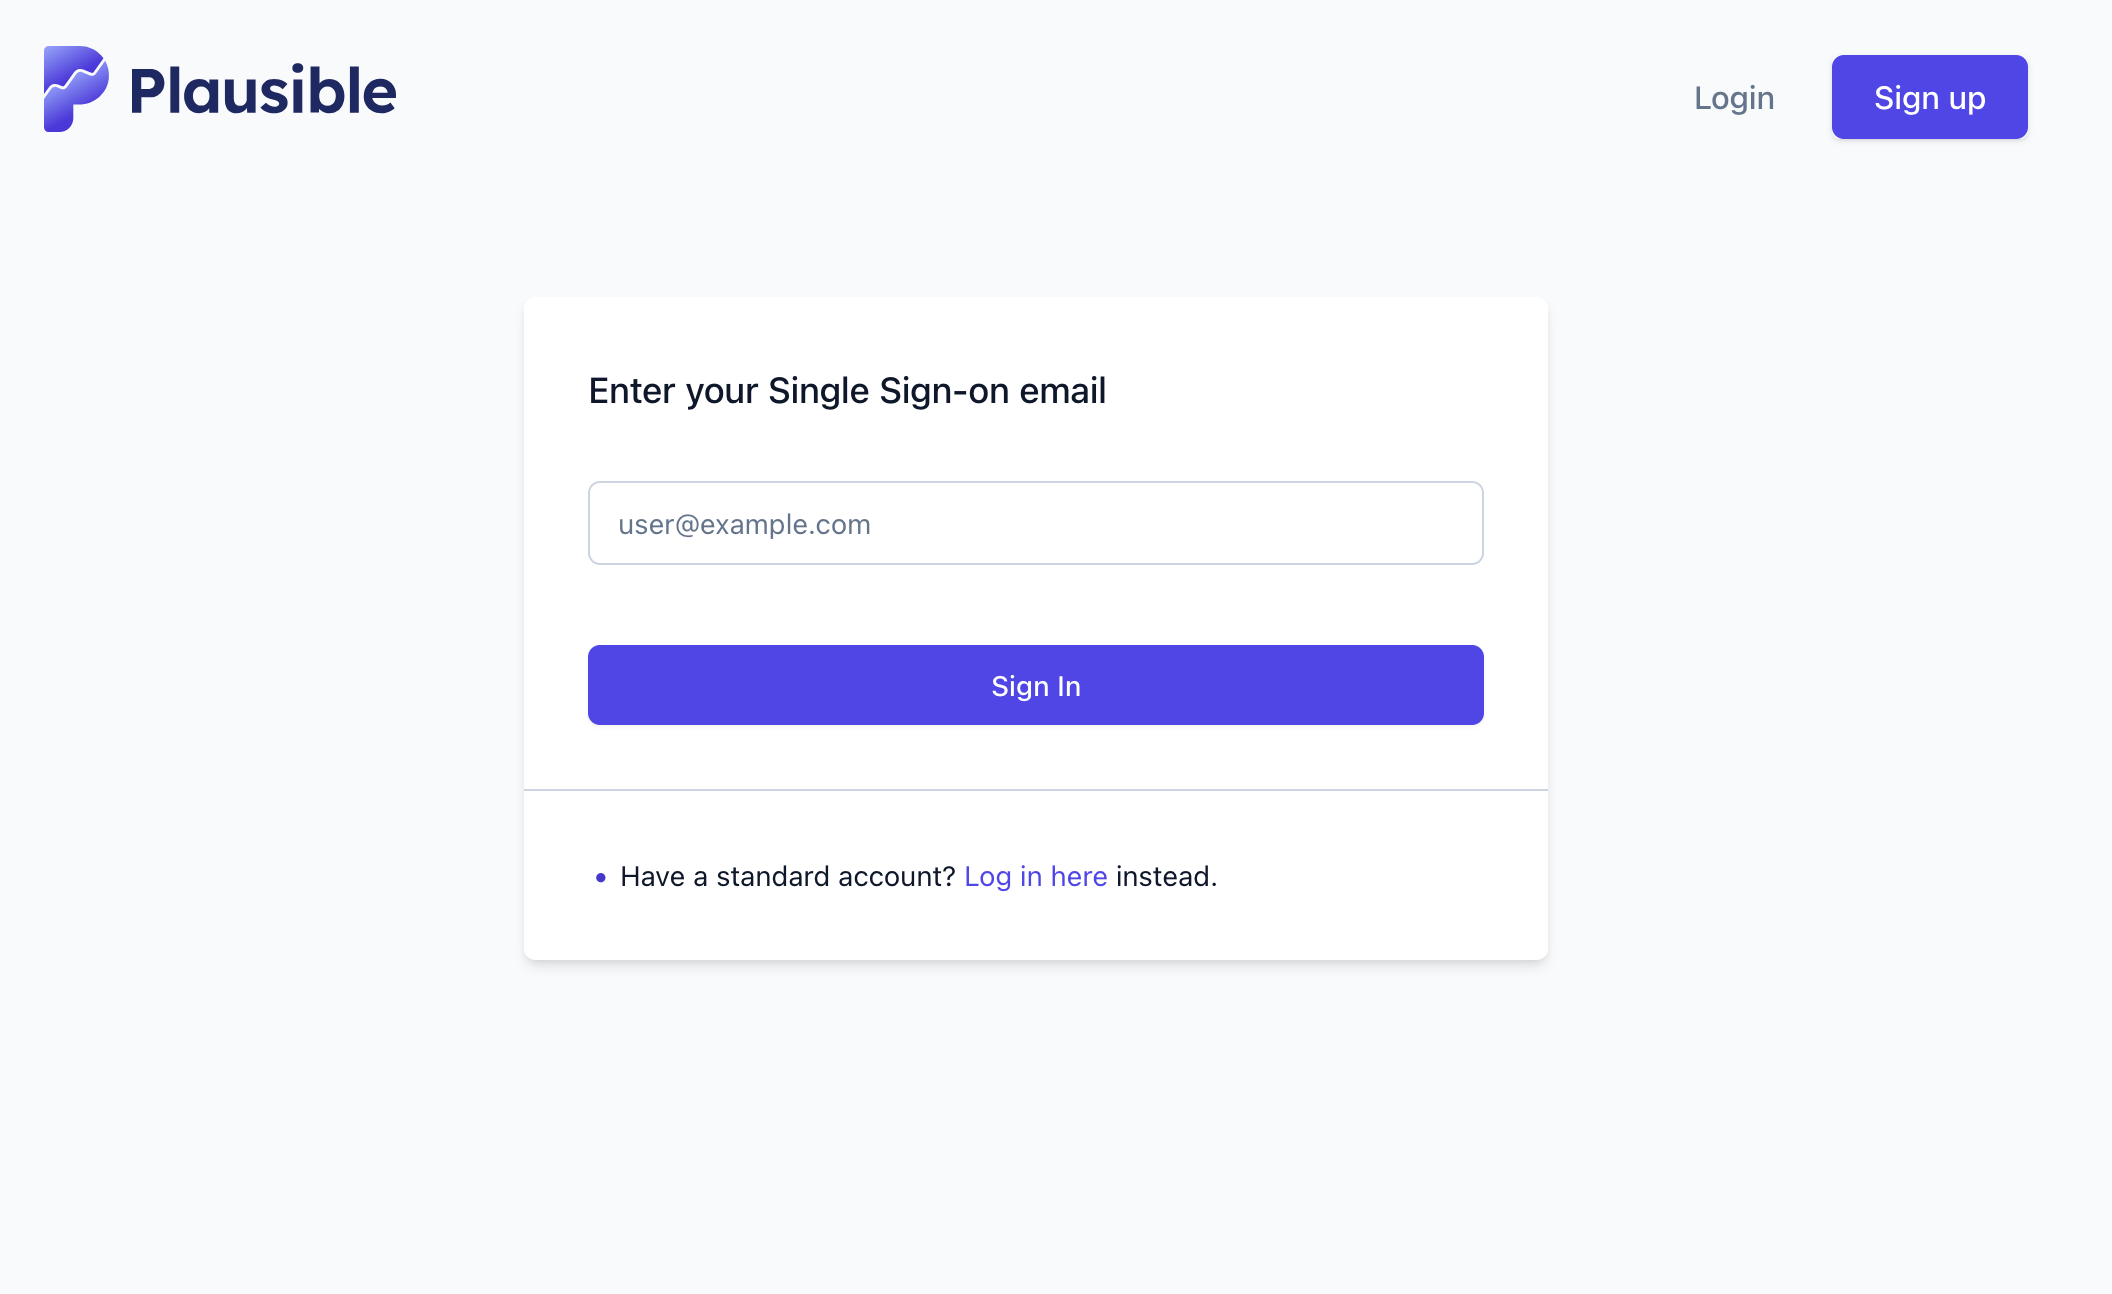 Plausible
Login
Sign up
Enter your Single Sign-on email
user@example.com
Sign In
• Have a standard account? Log in here instead.